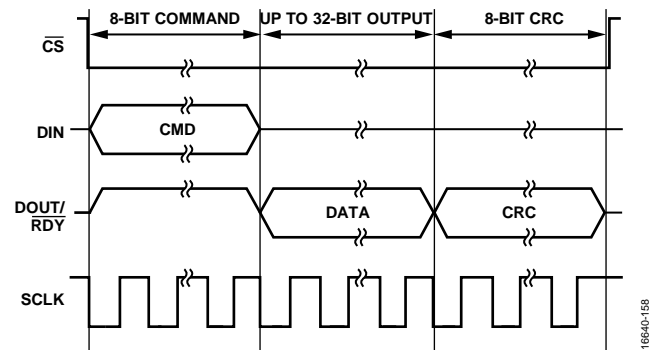 8-BIT COMMAND UP TO 32-BIT OUTPUT 8-BIT CRC
CS
DIN CMD
DOUT/
RDY DATA CRC
SCLK
16640-158